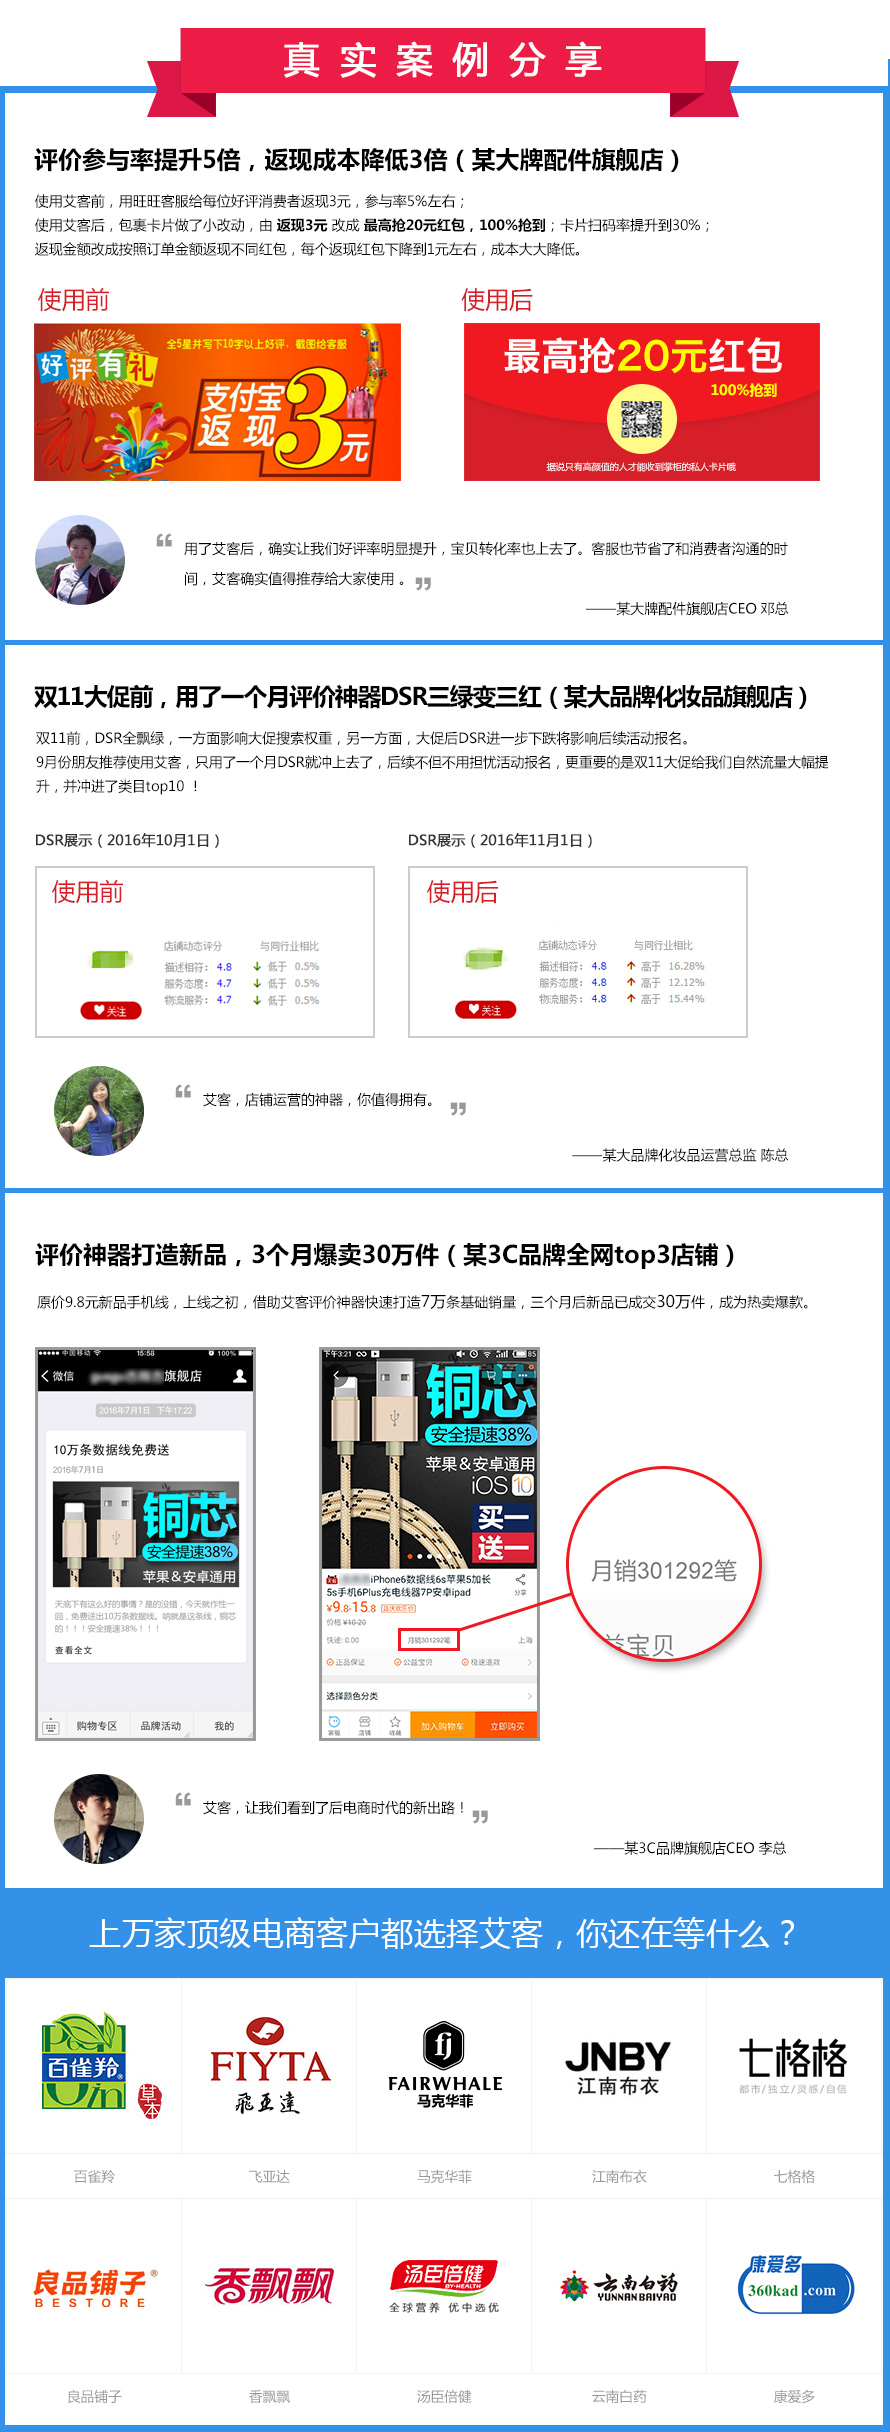 真实案例分享
评价参与率提升5倍，返现成本降低3倍（某大牌配件旗舰店）
使用艾客前，用旺旺客服给每位好评消费者返现3元，参与率5%左右；
使用艾客后，包裹卡片做了小改动，由 返现3元 改成 最高抢20元红包，100%抢到；卡片扫码率提升到30%；
返现金额改成按照订单金额返现不同红包，每个返现红包下降到1元左右，成本大大降低。
使用前
使用后
全5星并写下10字以上好评，截图给客服
好评有礼
支付宝
返现3元
最高抢20元红包
100%抢到
据说只有高颜值的人才能收到掌柜的私人卡片哦
“ 用了艾客后，确实让我们好评率明显提升，宝贝转化率也上去了。客服也节省了和消费者沟通的时
间，艾客确实值得推荐给大家使用 。”
——某大牌配件旗舰店CEO 邓总
双11大促前，用了一个月评价神器DSR三绿变三红（某大品牌化妆品旗舰店）
双11前，DSR全飘绿，一方面影响大促搜索权重，另一方面，大促后DSR进一步下跌将影响后续活动报名。
9月份朋友推荐使用艾客，只用了一个月DSR就冲上去了，后续不但不用担忧活动报名，更重要的是双11大促给我们自然流量大幅提
升，并冲进了类目top10 ！
DSR展示（2016年10月1日）
DSR展示（2016年11月1日）
使用前
店铺动态评分 与同行业相比
描述相符： 4.8 ↓ 低于 0.5%
服务态度： 4.7 ↓ 低于 0.5%
物流服务： 4.7 ↓ 低于 0.5%
关注
使用后
店铺动态评分 与同行业相比
描述相符： 4.8 ↑ 高于 16.28%
服务态度： 4.8 ↑ 高于 12.12%
物流服务： 4.8 ↑ 高于 15.44%
关注
“ 艾客，店铺运营的神器，你值得拥有。 ”
——某大品牌化妆品运营总监 陈总
评价神器打造新品，3个月爆卖30万件（某3C品牌全网top3店铺）
原价9.8元新品手机线，上线之初，借助艾客评价神器快速打造7万条基础销量，三个月后新品已成交30万件，成为热卖爆款。
中国移动 15:58 100%
微信 旗舰店
2016年7月1日 下午17:22
10万条数据线免费送
2016年7月1日
铜芯
安全提速38%
苹果&安卓通用
天底下有这么好的事情？是的没错，今天就作性一
回，免费送出10万条数据线。呐就是这条线，铜芯
的！！！安全提速38%！！！
查看全文
购物专区 品牌活动 我的
下午3:21 85
铜芯
安全提速38%
苹果&安卓通用
iOS 10
买一
送一
iPhone6数据线6s苹果5加长
5s手机6Plus充电线器7P安卓ipad
分享
¥9.8-15.8
价格 ¥10-20
快递: 0.00 月销301292笔 上海
正品保证 公益宝贝 极速退款
选择颜色分类
客服 店铺 收藏 加入购物车 立即购买
月销301292笔
益宝贝
“ 艾客，让我们看到了后电商时代的新出路！ ”
——某3C品牌旗舰店CEO 李总
上万家顶级电商客户都选择艾客，你还在等什么？
百雀羚®
草本
FIYTA
飛亞達
FAIRWHALE
马克华菲
JNBY
江南布衣
七格格
都市/独立/灵感/自信
百雀羚 飞亚达 马克华菲 江南布衣 七格格
良品铺子®
BESTORE
香飘飘
汤臣倍健
BY-HEALTH
全球营养 优中选优
云南白药
YUNNAN BAIYAO
康爱多
360kad.com
良品铺子 香飘飘 汤臣倍健 云南白药 康爱多